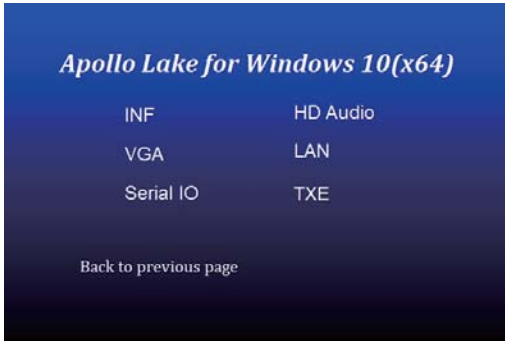 Apollo Lake for Windows 10(x64)
INF
HD Audio
VGA
LAN
Serial IO
TXE
Back to previous page